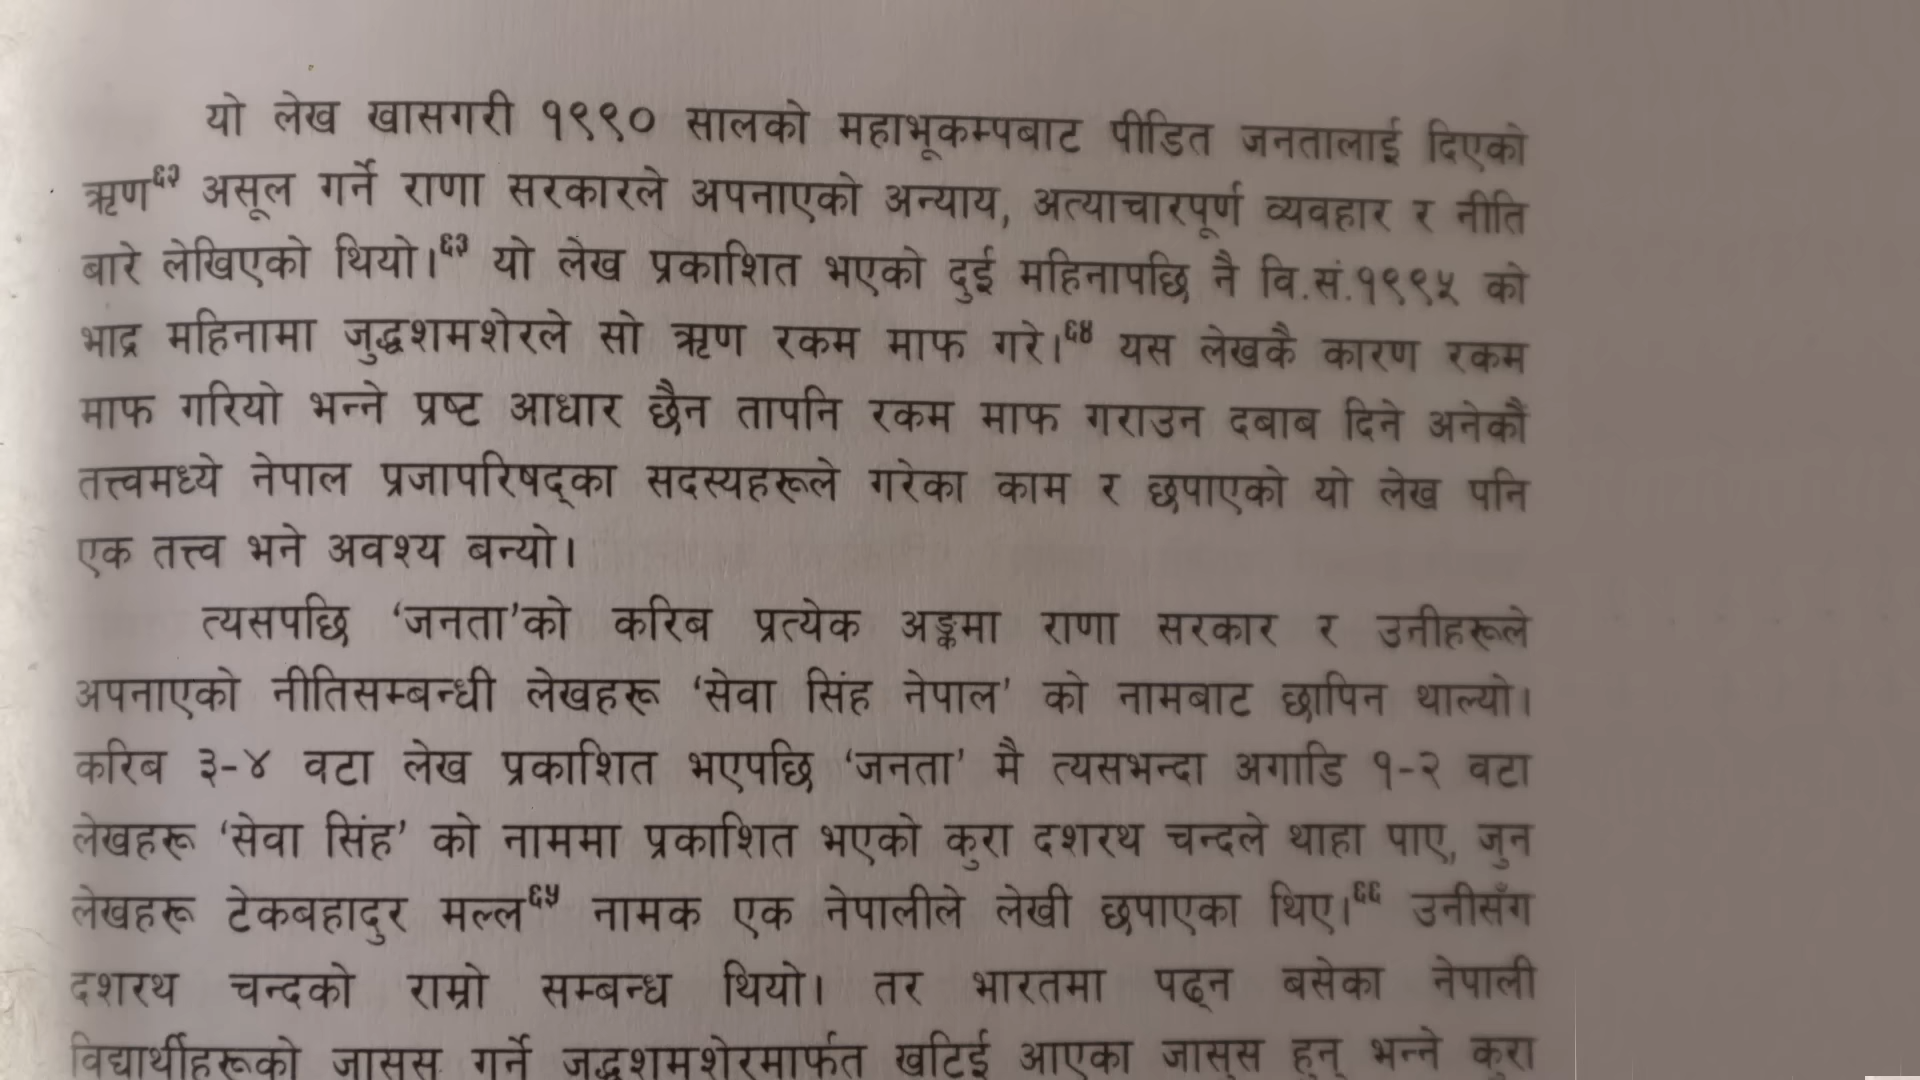 यो लेख खासगरी १९९० सालको महाभूकम्पबाट पीडित जनतालाई दिएको
ऋण६२ असूल गर्ने राणा सरकारले अपनाएको अन्याय, अत्याचारपूर्ण व्यवहार र नीति
बारे लेखिएको थियो।६३ यो लेख प्रकाशित भएको दुई महिनापछि नै वि.सं.१९९५ को
भाद्र महिनामा जुद्धशमशेरले सो ऋण रकम माफ गरे।६४ यस लेखकै कारण रकम
माफ गरियो भन्ने प्रष्ट आधार छैन तापनि रकम माफ गराउन दबाब दिने अनेकौ
तत्त्वमध्ये नेपाल प्रजापरिषद्का सदस्यहरूले गरेका काम र छपाएको यो लेख पनि
एक तत्त्व भने अवश्य बन्यो।
त्यसपछि ‘जनता’को करिब प्रत्येक अङ्कमा राणा सरकार र उनीहरूले
अपनाएको नीतिसम्बन्धी लेखहरू ‘सेवा सिंह नेपाल’ को नामबाट छापिन थाल्यो।
करिब ३-४ वटा लेख प्रकाशित भएपछि ‘जनता’ मै त्यसभन्दा अगाडि १-२ वटा
लेखहरू ‘सेवा सिंह’ को नाममा प्रकाशित भएको कुरा दशरथ चन्दले थाहा पाए, जुन
लेखहरू टेकबहादुर मल्ल६५ नामक एक नेपालीले लेखी छपाएका थिए।६६ उनीसँग
दशरथ चन्दको राम्रो सम्बन्ध थियो। तर भारतमा पढ्न बसेका नेपाली
विद्यार्थीहरूको जासुस गर्ने जुद्धशमशेरमार्फत खटिई आएका जासुस हुन् भन्ने कुरा